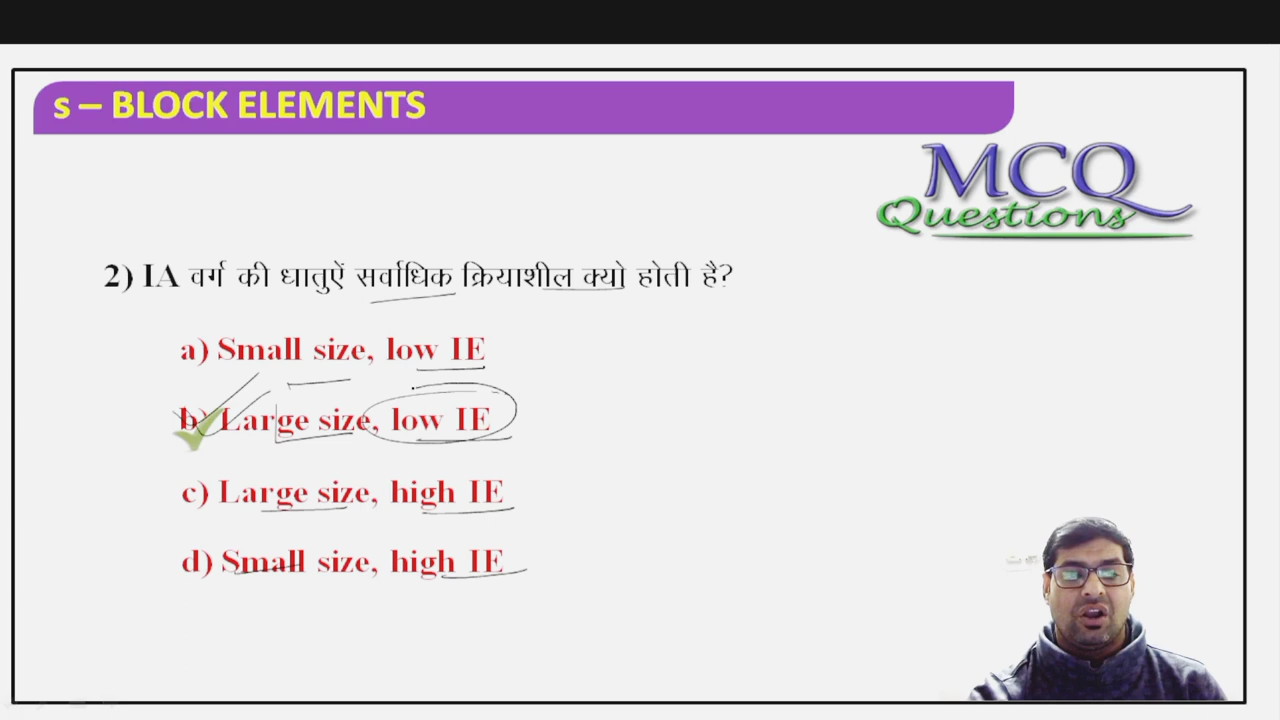 s – BLOCK ELEMENTS
MCQ
Questions
2) IA वर्ग की धातुऐं सर्वाधिक क्रियाशील क्यो होती है?
a) Small size, low IE
b) Large size, low IE
c) Large size, high IE
d) Small size, high IE